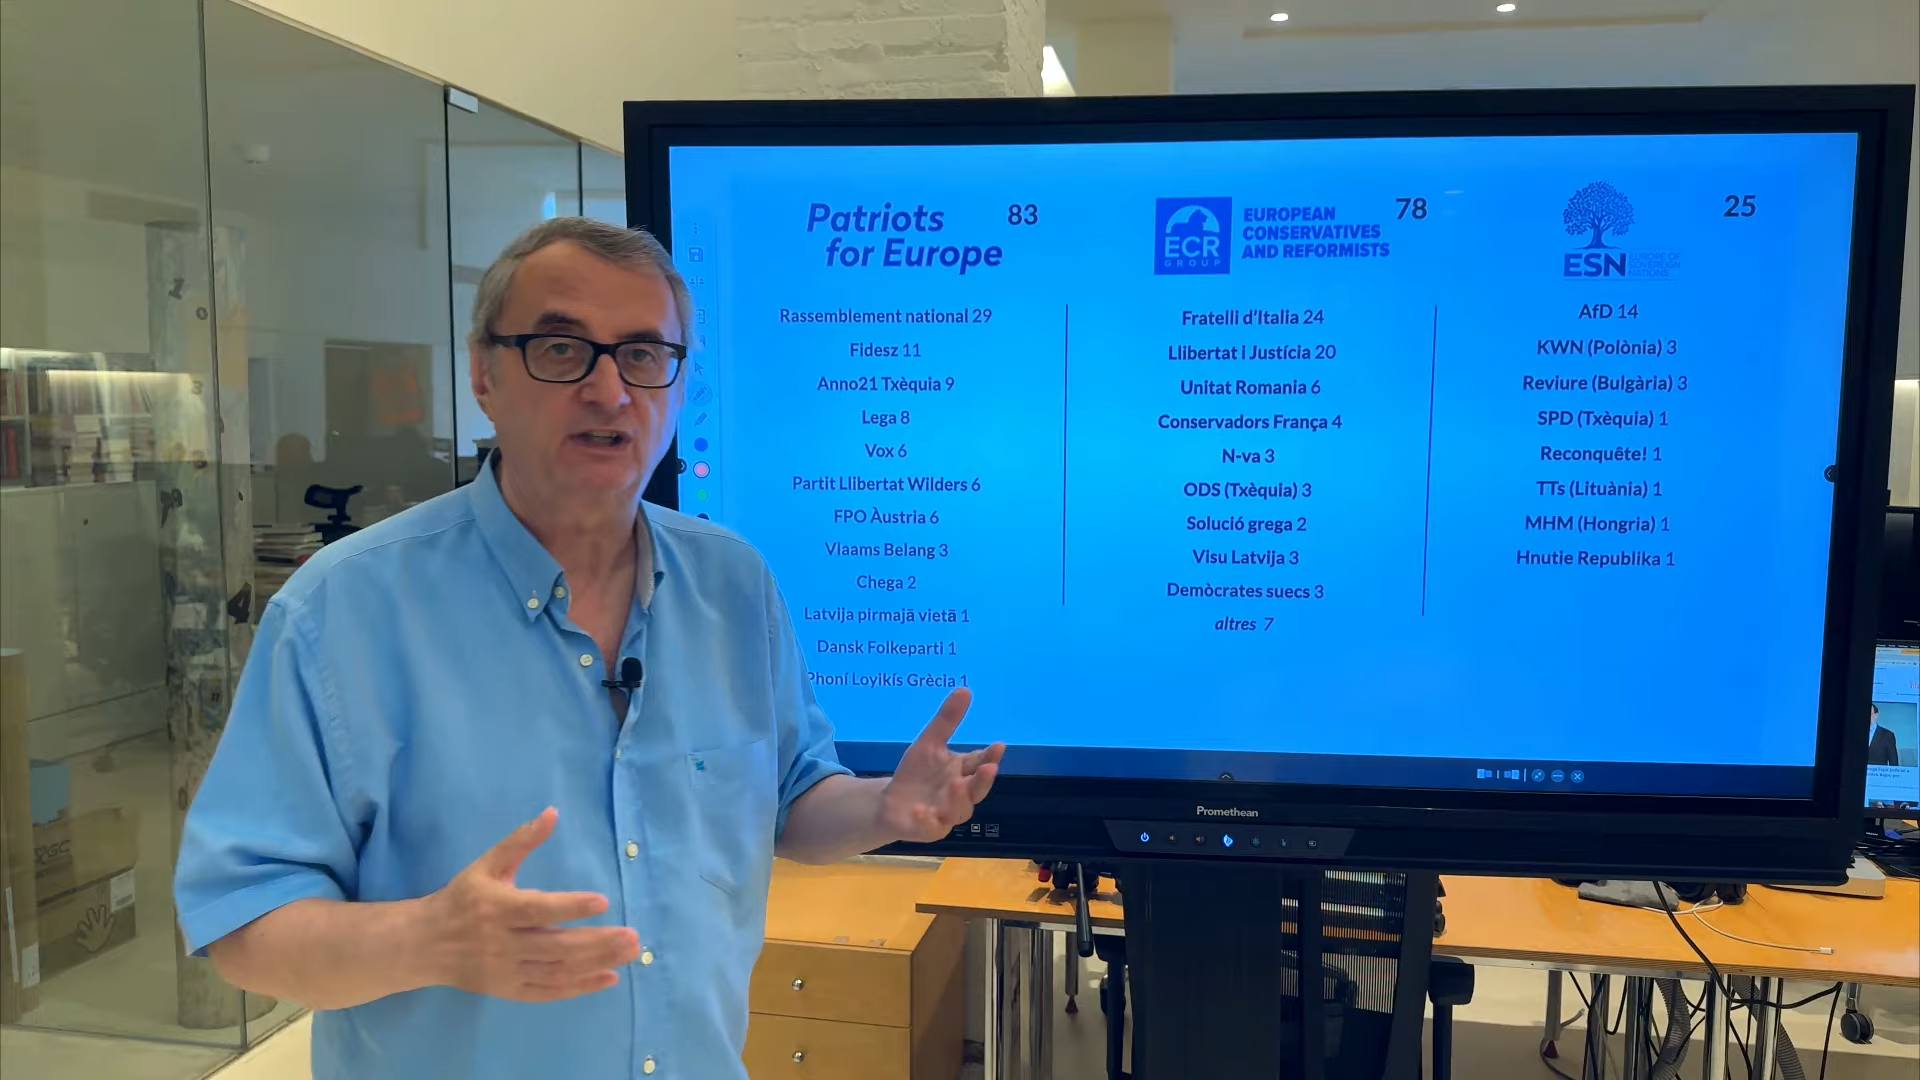 Patriots
for Europe
83
Rassemblement national 29
Fidesz 11
Anno21 Txèquia 9
Lega 8
Vox 6
Partit Llibertat Wilders 6
FPO Àustria 6
Vlaams Belang 3
Chega 2
Latvija pirmajā vietā 1
Dansk Folkeparti 1
Phoní Loyikís Grècia 1
ECR
GROUP
EUROPEAN
CONSERVATIVES
AND REFORMISTS
78
Fratelli d'Italia 24
Llibertat i Justícia 20
Unitat Romania 6
Conservadors França 4
N-va 3
ODS (Txèquia) 3
Solució grega 2
Visu Latvija 3
Demòcrates suecs 3
altres 7
ESN
EUROPE OF
SOVEREIGN
NATIONS
25
AfD 14
KWN (Polònia) 3
Reviure (Bulgària) 3
SPD (Txèquia) 1
Reconquête! 1
TTs (Lituània) 1
MHM (Hongria) 1
Hnutie Republika 1
Promethean